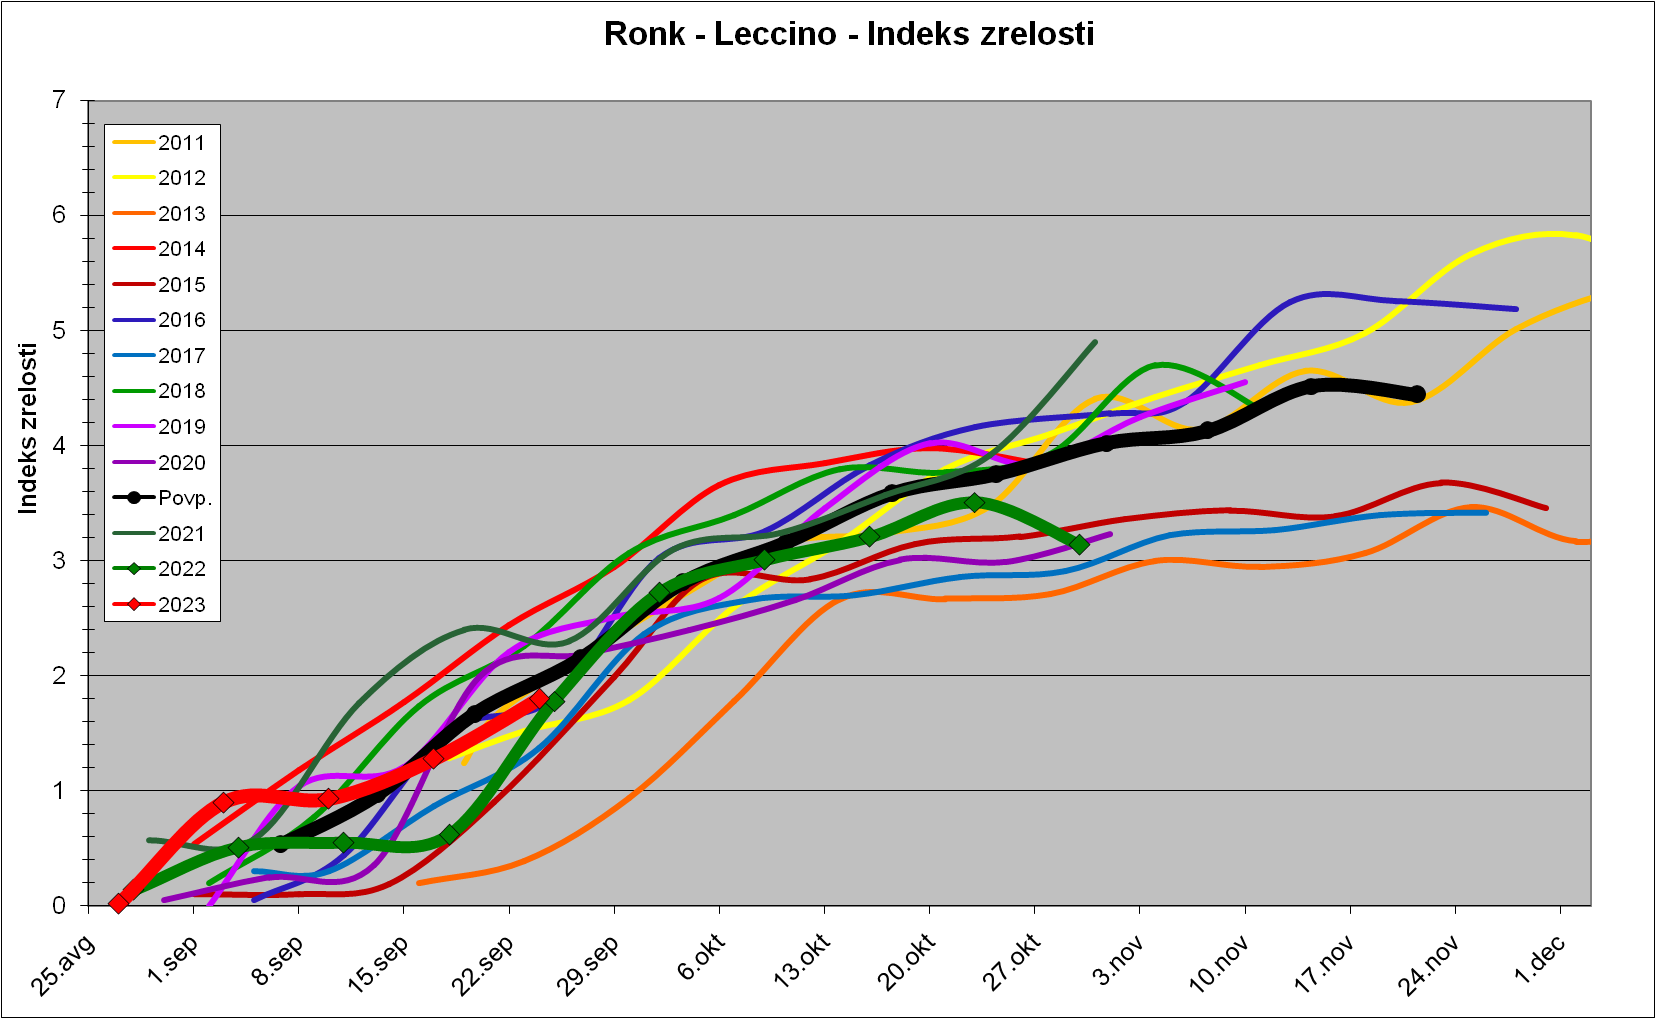 Ronk - Leccino - Indeks zrelosti
Indeks zrelosti
7
6
5
4
3
2
1
0
2011
2012
2013
2014
2015
2016
2017
2018
2019
2020
Povp.
2021
2022
2023
25.avg
1.sep
8.sep
15.sep
22.sep
29.sep
6.okt
13.okt
20.okt
27.okt
3.nov
10.nov
17.nov
24.nov
1.dec